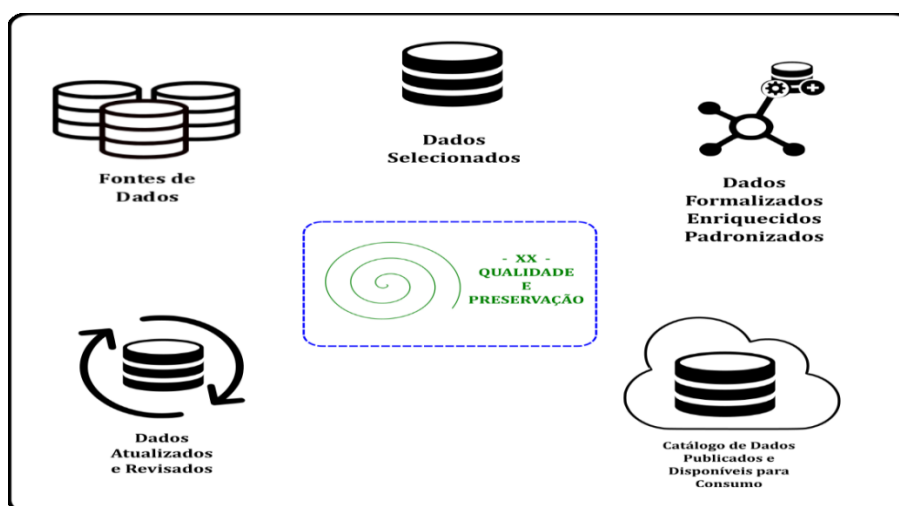 Fontes de
Dados
Dados
Selecionados
Dados
Formalizados
Enriquecidos
Padronizados
- XX -
QUALIDADE
E
PRESERVAÇÃO
Dados
Atualizados
e Revisados
Catálogo de Dados
Publicados e
Disponíveis para
Consumo